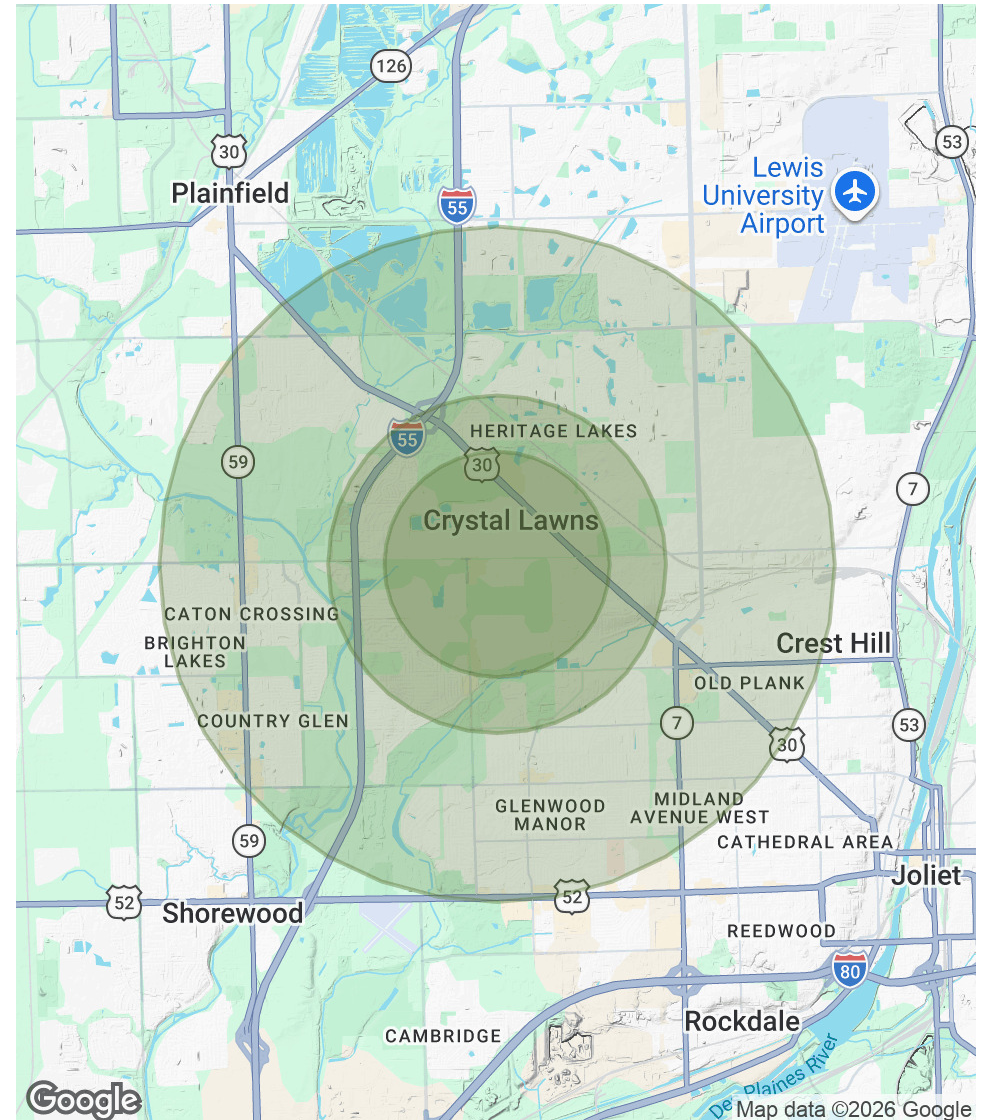 126
30
53
Plainfield
Lewis
University
Airport
55
HERITAGE LAKES
55
59
30
7
Crystal Lawns
CATON CROSSING
BRIGHTON
LAKES
Crest Hill
OLD PLANK
COUNTRY GLEN
7
53
30
GLENWOOD
MANOR
MIDLAND
AVENUE WEST
59
CATHEDRAL AREA
Joliet
52
52
Shorewood
REEDWOOD
80
Rockdale
CAMBRIDGE
Des Plaines River
Google
Map data ©2026 Google